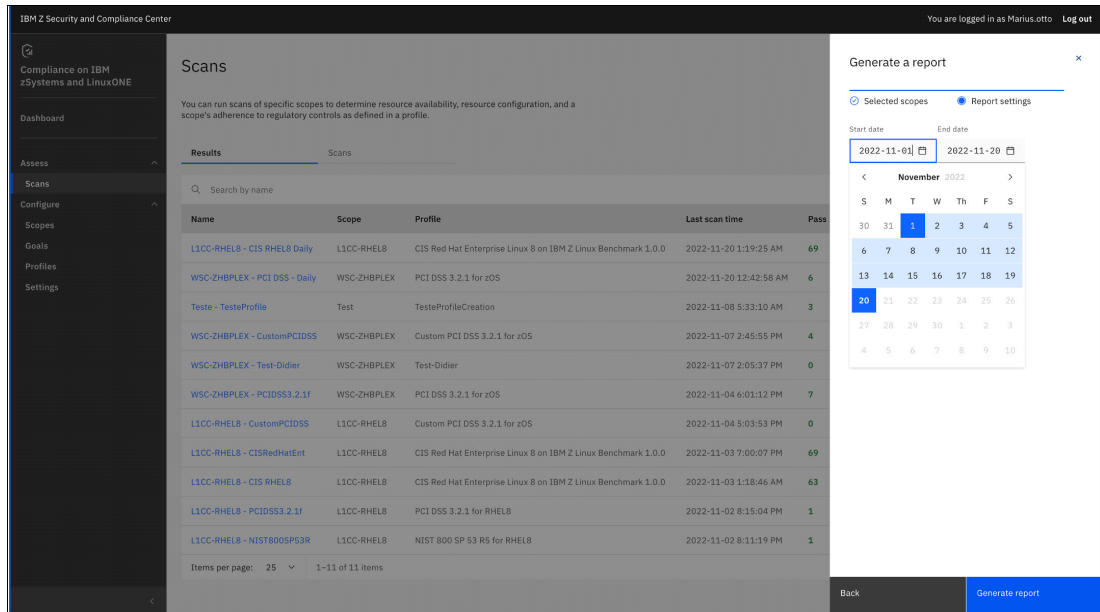 IBM Z Security and Compliance Center
You are logged in as Marius.otto Log out
Compliance on IBM
zSystems and LinuxONE
Dashboard
Assess
Scans
Configure
Scopes
Goals
Profiles
Settings
Scans
You can run scans of specific scopes to determine resource availability, resource configuration, and a
scope's adherence to regulatory controls as defined in a profile.
Results Scans
Search by name
Name Scope Profile Last scan time Pass
L1CC-RHEL8 - CIS RHEL8 Daily L1CC-RHEL8 CIS Red Hat Enterprise Linux 8 on IBM Z Linux Benchmark 1.0.0 2022-11-20 1:19:25 AM 69
WSC-ZHBPLEX - PCI DSS - Daily WSC-ZHBPLEX PCI DSS 3.2.1 for zOS 2022-11-20 12:42:58 AM 6
Teste - TesteProfile Test TesteProfileCreation 2022-11-08 5:33:10 AM 3
WSC-ZHBPLEX - CustomPCIDSS WSC-ZHBPLEX Custom PCI DSS 3.2.1 for zOS 2022-11-07 2:45:55 PM 4
WSC-ZHBPLEX - Test-Didier WSC-ZHBPLEX Test-Didier 2022-11-07 2:05:37 PM 0
WSC-ZHBPLEX - PCIDSS3.2.1f WSC-ZHBPLEX PCI DSS 3.2.1 for zOS 2022-11-04 6:01:12 PM 7
L1CC-RHEL8 - CustomPCIDSS L1CC-RHEL8 Custom PCI DSS 3.2.1 for zOS 2022-11-04 5:03:53 PM 0
L1CC-RHEL8 - CISRedHatEnt L1CC-RHEL8 CIS Red Hat Enterprise Linux 8 on IBM Z Linux Benchmark 1.0.0 2022-11-03 7:00:07 PM 69
L1CC-RHEL8 - CIS RHEL8 L1CC-RHEL8 CIS Red Hat Enterprise Linux 8 on IBM Z Linux Benchmark 1.0.0 2022-11-03 1:18:46 AM 63
L1CC-RHEL8 - PCIDSS3.2.1f L1CC-RHEL8 PCI DSS 3.2.1 for RHEL8 2022-11-02 8:15:04 PM 1
L1CC-RHEL8 - NIST8005P53R L1CC-RHEL8 NIST 800 SP 53 R5 for RHEL8 2022-11-02 8:11:19 PM 1
Items per page: 25 1–11 of 11 items
Generate a report
Selected scopes Report settings
Start date End date
2022-11-01 2022-11-20
November 2022
S M T W Th F S
30 31 1 2 3 4 5
6 7 8 9 10 11 12
13 14 15 16 17 18 19
20 21 22 23 24 25 26
27 28 29 30 1 2 3
4 5 6 7 8 9 10
Back Generate report